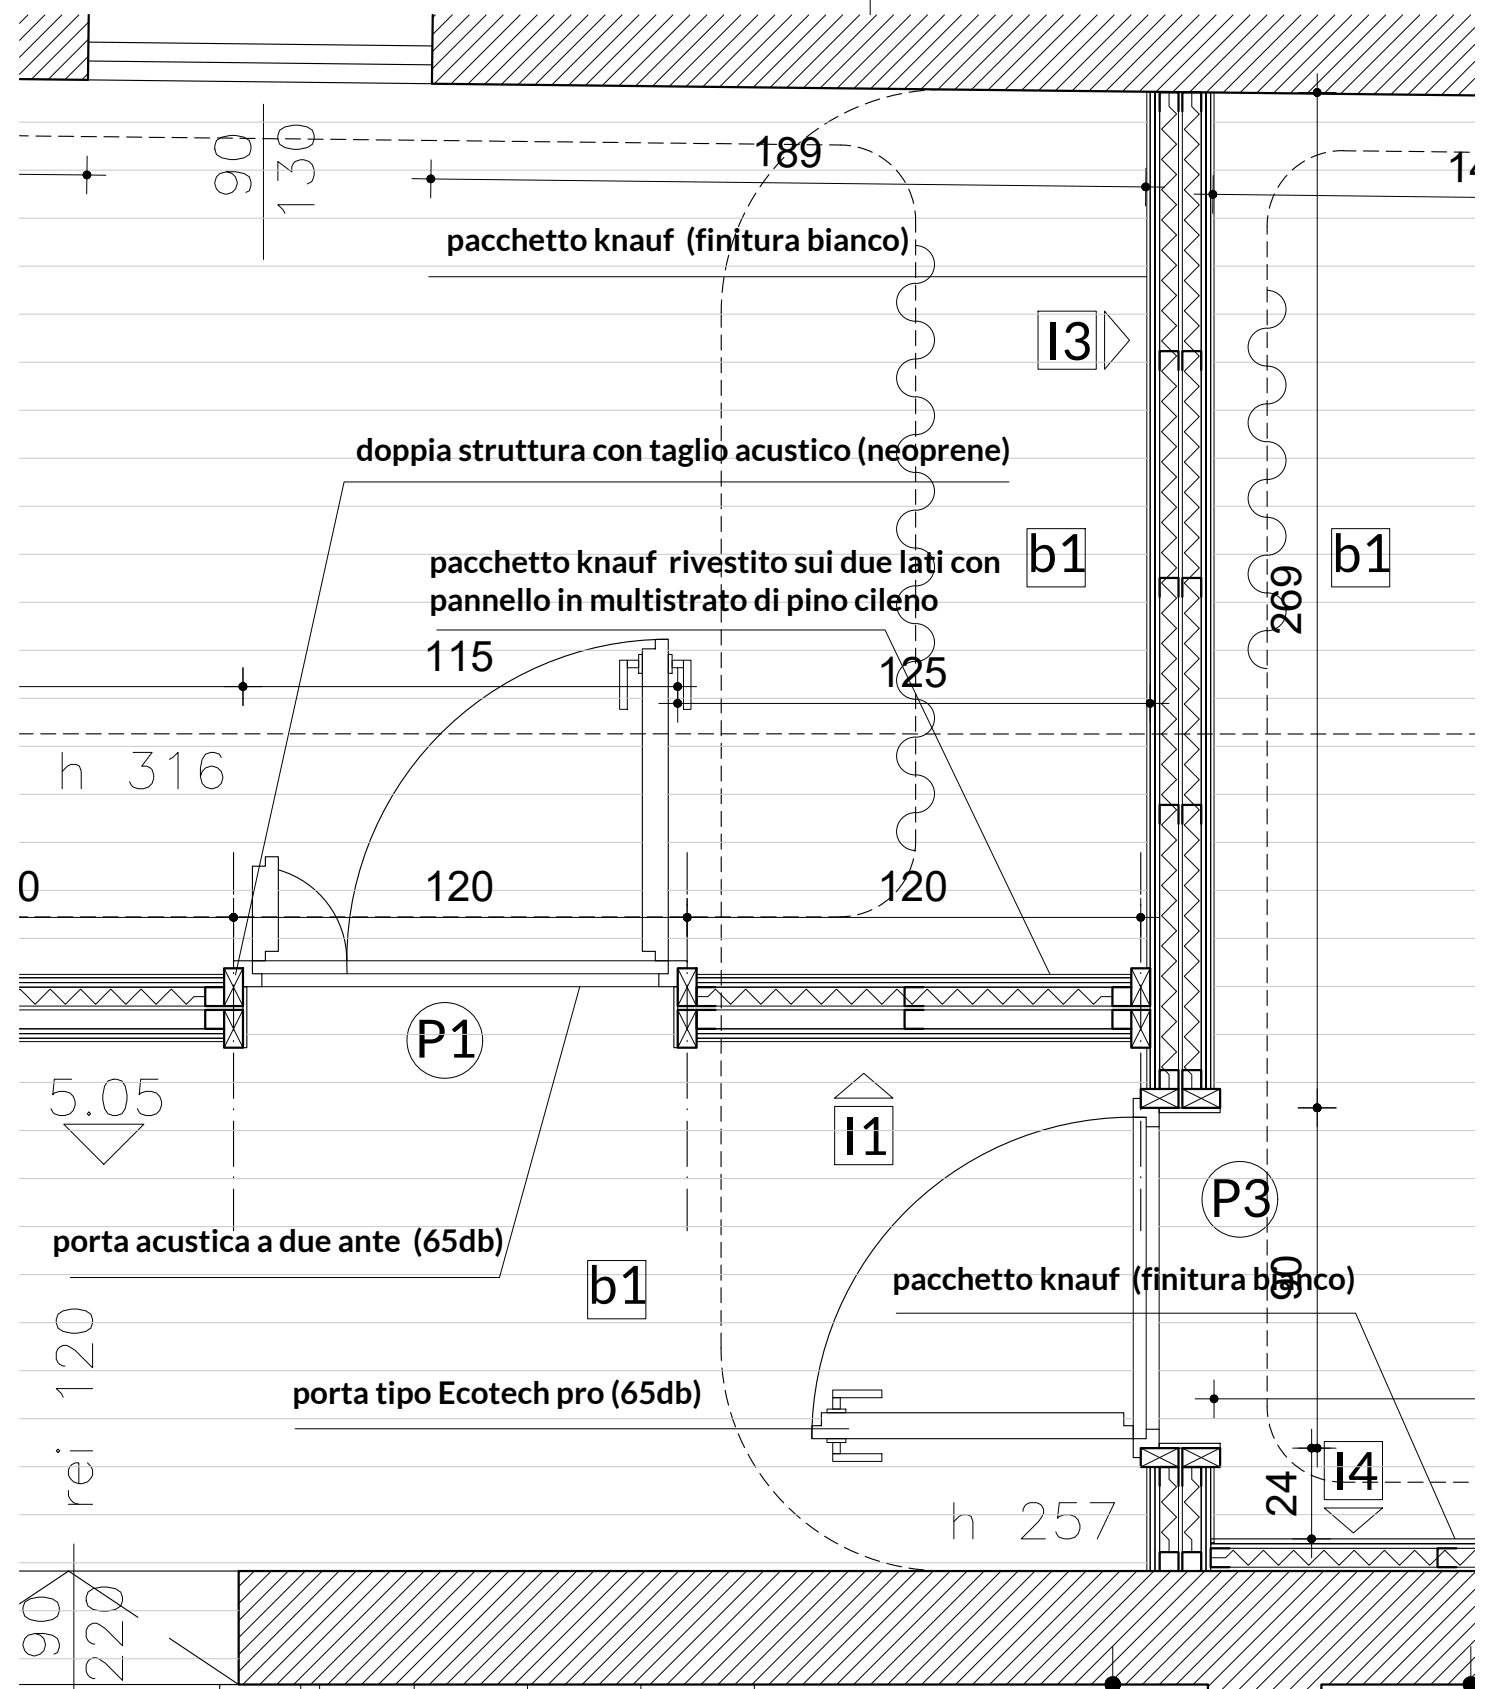 90
130
189
14
pacchetto knauf (finitura bianco)
I3
doppia struttura con taglio acustico (neoprene)
b1
b1
pacchetto knauf rivestito sui due lati con
pannello in multistrato di pino cileno
269
115
125
h 316
0
120
120
P1
5.05
I1
P3
porta acustica a due ante (65db)
b1
pacchetto knauf (finitura bianco)
90
rei 120
porta tipo Ecotech pro (65db)
I4
24
h 257
90
220